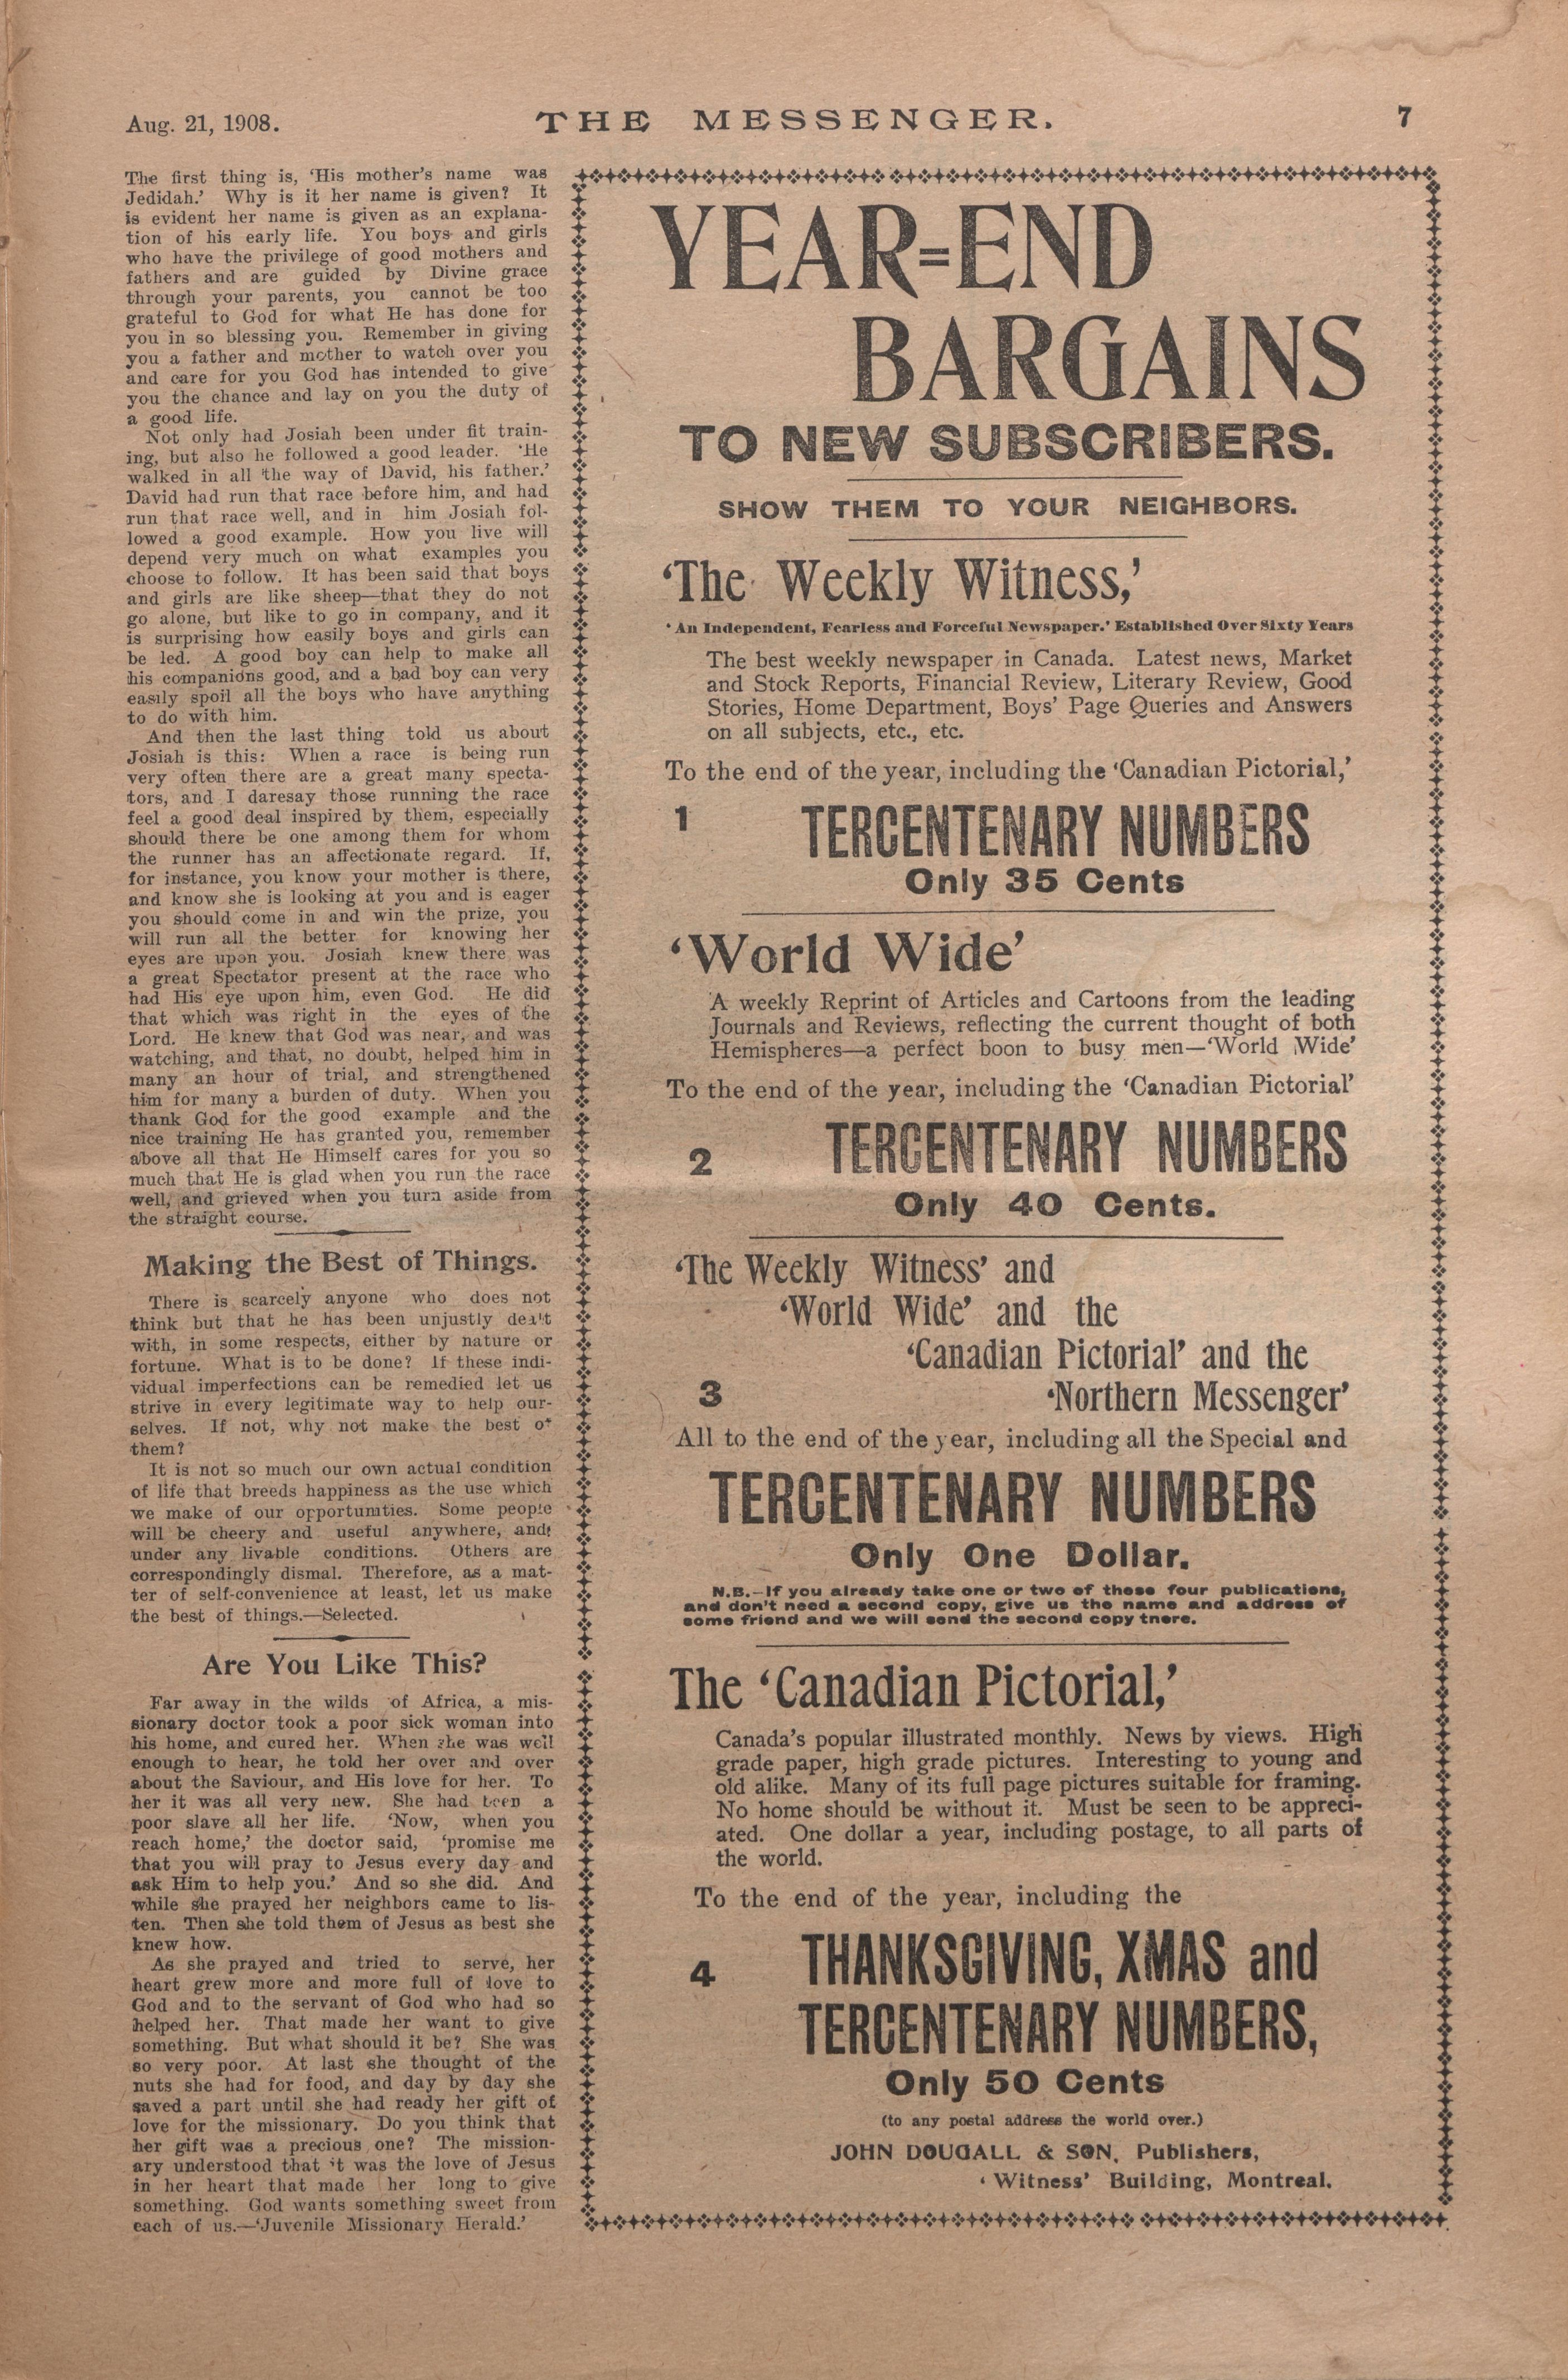 Aug. 21, 1908.
THE MESSENGER.
7
The first thing is, ‘His mother’s name was
Jedidah.’ Why is it her name is given? It
is evident her name is given as an explana-
tion of his early life. You boys and girls
who have the privilege of good mothers and
fathers and are guided by Divine grace
through your parents, you cannot be too
grateful to God for what He has done for
you in so blessing you. Remember in giving
you a father and mother to watch over you
and care for you God has intended to give
you the chance and lay on you the duty of
a good life.
Not only had Josiah been under fit train-
ing, but also he followed a good leader. ‘He
walked in all the way of David, his father.’
David had run that race before him, and had
run that race well, and in him Josiah fol-
lowed a good example. How you live will
depend very much on what examples you
choose to follow. It has been said that boys
and girls are like sheep—that they do not
go alone, but like to go in company, and it
is surprising how easily boys and girls can
be led. A good boy can help to make all
his companions good, and a bad boy can very
easily spoil all the boys who have anything
to do with him.
And then the last thing told us about
Josiah is this: When a race is being run
very often there are a great many specta-
tors, and I daresay those running the race
feel a good deal inspired by them, especially
should there be one among them for whom
the runner has an affectionate regard. If,
for instance, you know your mother is there,
and know she is looking at you and is eager
you should come in and win the prize, you
will run all the better for knowing her
eyes are upon you. Josiah knew there was
a great Spectator present at the race who
had His eye upon him, even God. He did
that which was right in the eyes of the
Lord. He knew that God was near, and was
watching, and that, no doubt, helped him in
many an hour of trial, and strengthened
him for many a burden of duty. When you
thank God for the good example and the
nice training He has granted you, remember
above all that He Himself cares for you so
much that He is glad when you run the race
well, and grieved when you turn aside from
the straight course.
Making the Best of Things.
There is scarcely anyone who does not
think but that he has been unjustly dealt
with, in some respects, either by nature or
fortune. What is to be done? If these indi-
vidual imperfections can be remedied let us
strive in every legitimate way to help our-
selves. If not, why not make the best of
them?
It is not so much our own actual condition
of life that breeds happiness as the use which
we make of our opportunities. Some people
will be cheery and useful anywhere, and
under any livable conditions. Others are
correspondingly dismal. Therefore, as a mat-
ter of self-convenience at least, let us make
the best of things.—Selected.
Are You Like This?
Far away in the wilds of Africa, a mis-
sionary doctor took a poor sick woman into
his home, and cured her. When she was well
enough to hear, he told her over and over
about the Saviour, and His love for her. To
her it was all very new. She had been a
poor slave all her life. ‘Now, when you
reach home,’ the doctor said, ‘promise me
that you will pray to Jesus every day and
ask Him to help you.’ And so she did. And
while she prayed her neighbors came to lis-
ten. Then she told them of Jesus as best she
knew how.
As she prayed and tried to serve, her
heart grew more and more full of love to
God and to the servant of God who had so
helped her. That made her want to give
something. But what should it be? She was
so very poor. At last she thought of the
nuts she had for food, and day by day she
saved a part until she had ready her gift of
love for the missionary. Do you think that
her gift was a precious one? The mission-
ary understood that it was the love of Jesus
in her heart that made her long to give
something. God wants something sweet from
each of us.—‘Juvenile Missionary Herald.’
YEAR=END
BARGAINS
TO NEW SUBSCRIBERS.
SHOW THEM TO YOUR NEIGHBORS.
‘The Weekly Witness,’
‘An Independent, Fearless and Forceful Newspaper.’ Established Over Sixty Years
The best weekly newspaper in Canada. Latest news, Market
and Stock Reports, Financial Review, Literary Review, Good
Stories, Home Department, Boys’ Page Queries and Answers
on all subjects, etc., etc.
To the end of the year, including the ‘Canadian Pictorial,’
1 TERCENTENARY NUMBERS
Only 35 Cents
‘World Wide’
A weekly Reprint of Articles and Cartoons from the leading
Journals and Reviews, reflecting the current thought of both
Hemispheres—a perfect boon to busy men—‘World Wide’
To the end of the year, including the ‘Canadian Pictorial’
2 TERCENTENARY NUMBERS
Only 40 Cents.
‘The Weekly Witness’ and
‘World Wide’ and the
‘Canadian Pictorial’ and the
3 ‘Northern Messenger’
All to the end of the year, including all the Special and
TERCENTENARY NUMBERS
Only One Dollar.
N.B.—If you already take one or two of these four publications,
and don’t need a second copy, give us the name and address of
some friend and we will send the second copy tnere.
The ‘Canadian Pictorial,’
Canada’s popular illustrated monthly. News by views. High
grade paper, high grade pictures. Interesting to young and
old alike. Many of its full page pictures suitable for framing.
No home should be without it. Must be seen to be appreci-
ated. One dollar a year, including postage, to all parts of
the world.
To the end of the year, including the
4 THANKSGIVING, XMAS and
TERCENTENARY NUMBERS,
Only 50 Cents
(to any postal address the world over.)
JOHN DOUGALL & SON, Publishers,
‘Witness’ Building, Montreal.